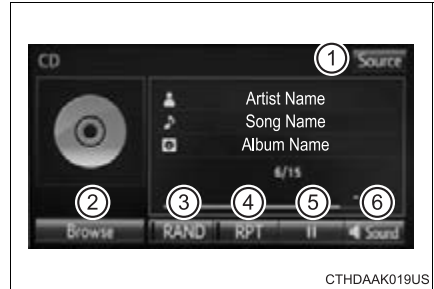 CD
1
Source
Artist Name
Song Name
Album Name
6/15
2
3
4
5
6
Browse
RAND
RPT
Sound
CTHDAAK019US